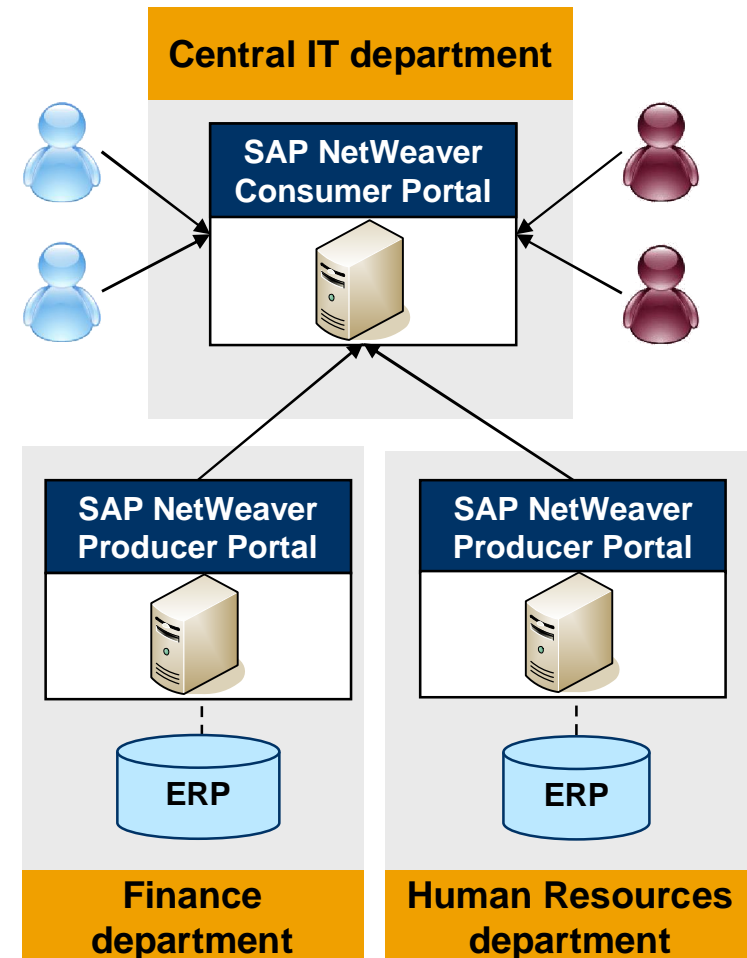 Central IT department
SAP NetWeaver
Consumer Portal
SAP NetWeaver
Producer Portal
ERP
Finance
department
SAP NetWeaver
Producer Portal
ERP
Human Resources
department